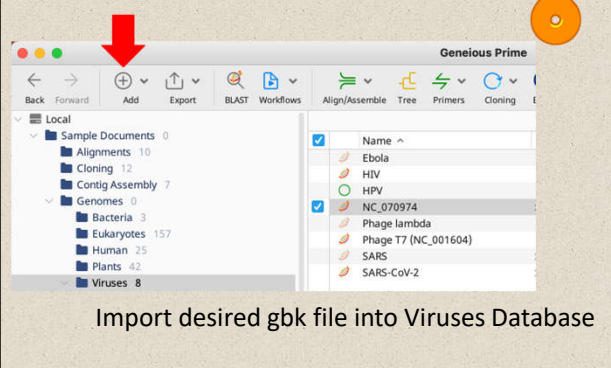 Geneious Prime
Back Forward Add Export BLAST Workflows Align/Assemble Tree Primers Cloning
Local
Sample Documents 0
Alignments 10
Cloning 12
Contig Assembly 7
Genomes 0
Bacteria 3
Eukaryotes 157
Human 25
Plants 42
Viruses 8
Name
Ebola
HIV
HPV
NC_070974
Phage lambda
Phage T7 (NC_001604)
SARS
SARS-CoV-2
Import desired gbk file into Viruses Database